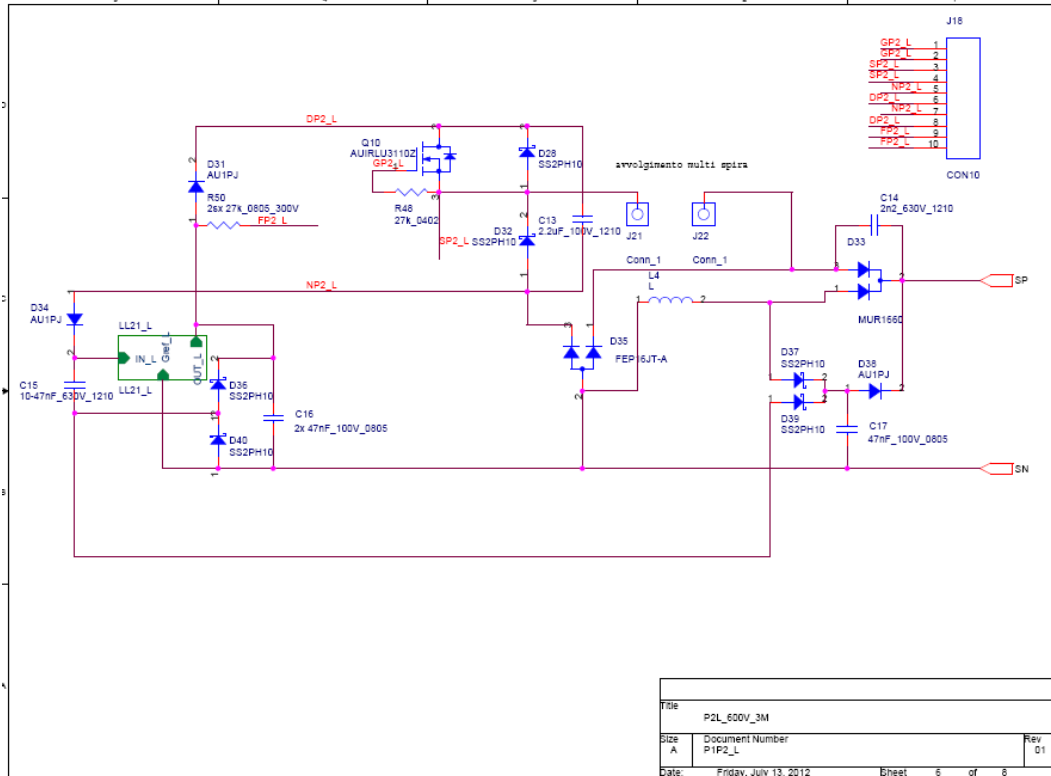 J18
GP2_L 1
GP2_L 2
SP2_L 3
SP2_L 4
NP2_L 5
DP2_L 6
NP2_L 7
DP2_L 8
FP2_L 9
FP2_L 10
CON10
DP2_L
Q10
AUIRLU3110Z
GP2_L
D31
AU1PJ
R50
2sx 27k_0805_300V
FP2_L
R48
27k_0402
SP2_L
D28
SS2PH10
D32
SS2PH10
C13
2.2uF_100V_1210
avvolgimento multi spira
J21
Conn_1
J22
Conn_1
C14
2n2_630V_1210
D33
MUR1660
SP
NP2_L
L4
L
D34
AU1PJ
LL21_L
IN_L
Gref_L
OUT_L
LL21_L
C15
10-47nF_630V_1210
D36
SS2PH10
D40
SS2PH10
C16
2x 47nF_100V_0805
D35
FEP16JT-A
D37
SS2PH10
D38
AU1PJ
D39
SS2PH10
C17
47nF_100V_0805
SN
Title
P2L_600V_3M
Size
A
Document Number
P1P2_L
Rev
01
Date: Friday, July 13, 2012 Sheet 6 of 8